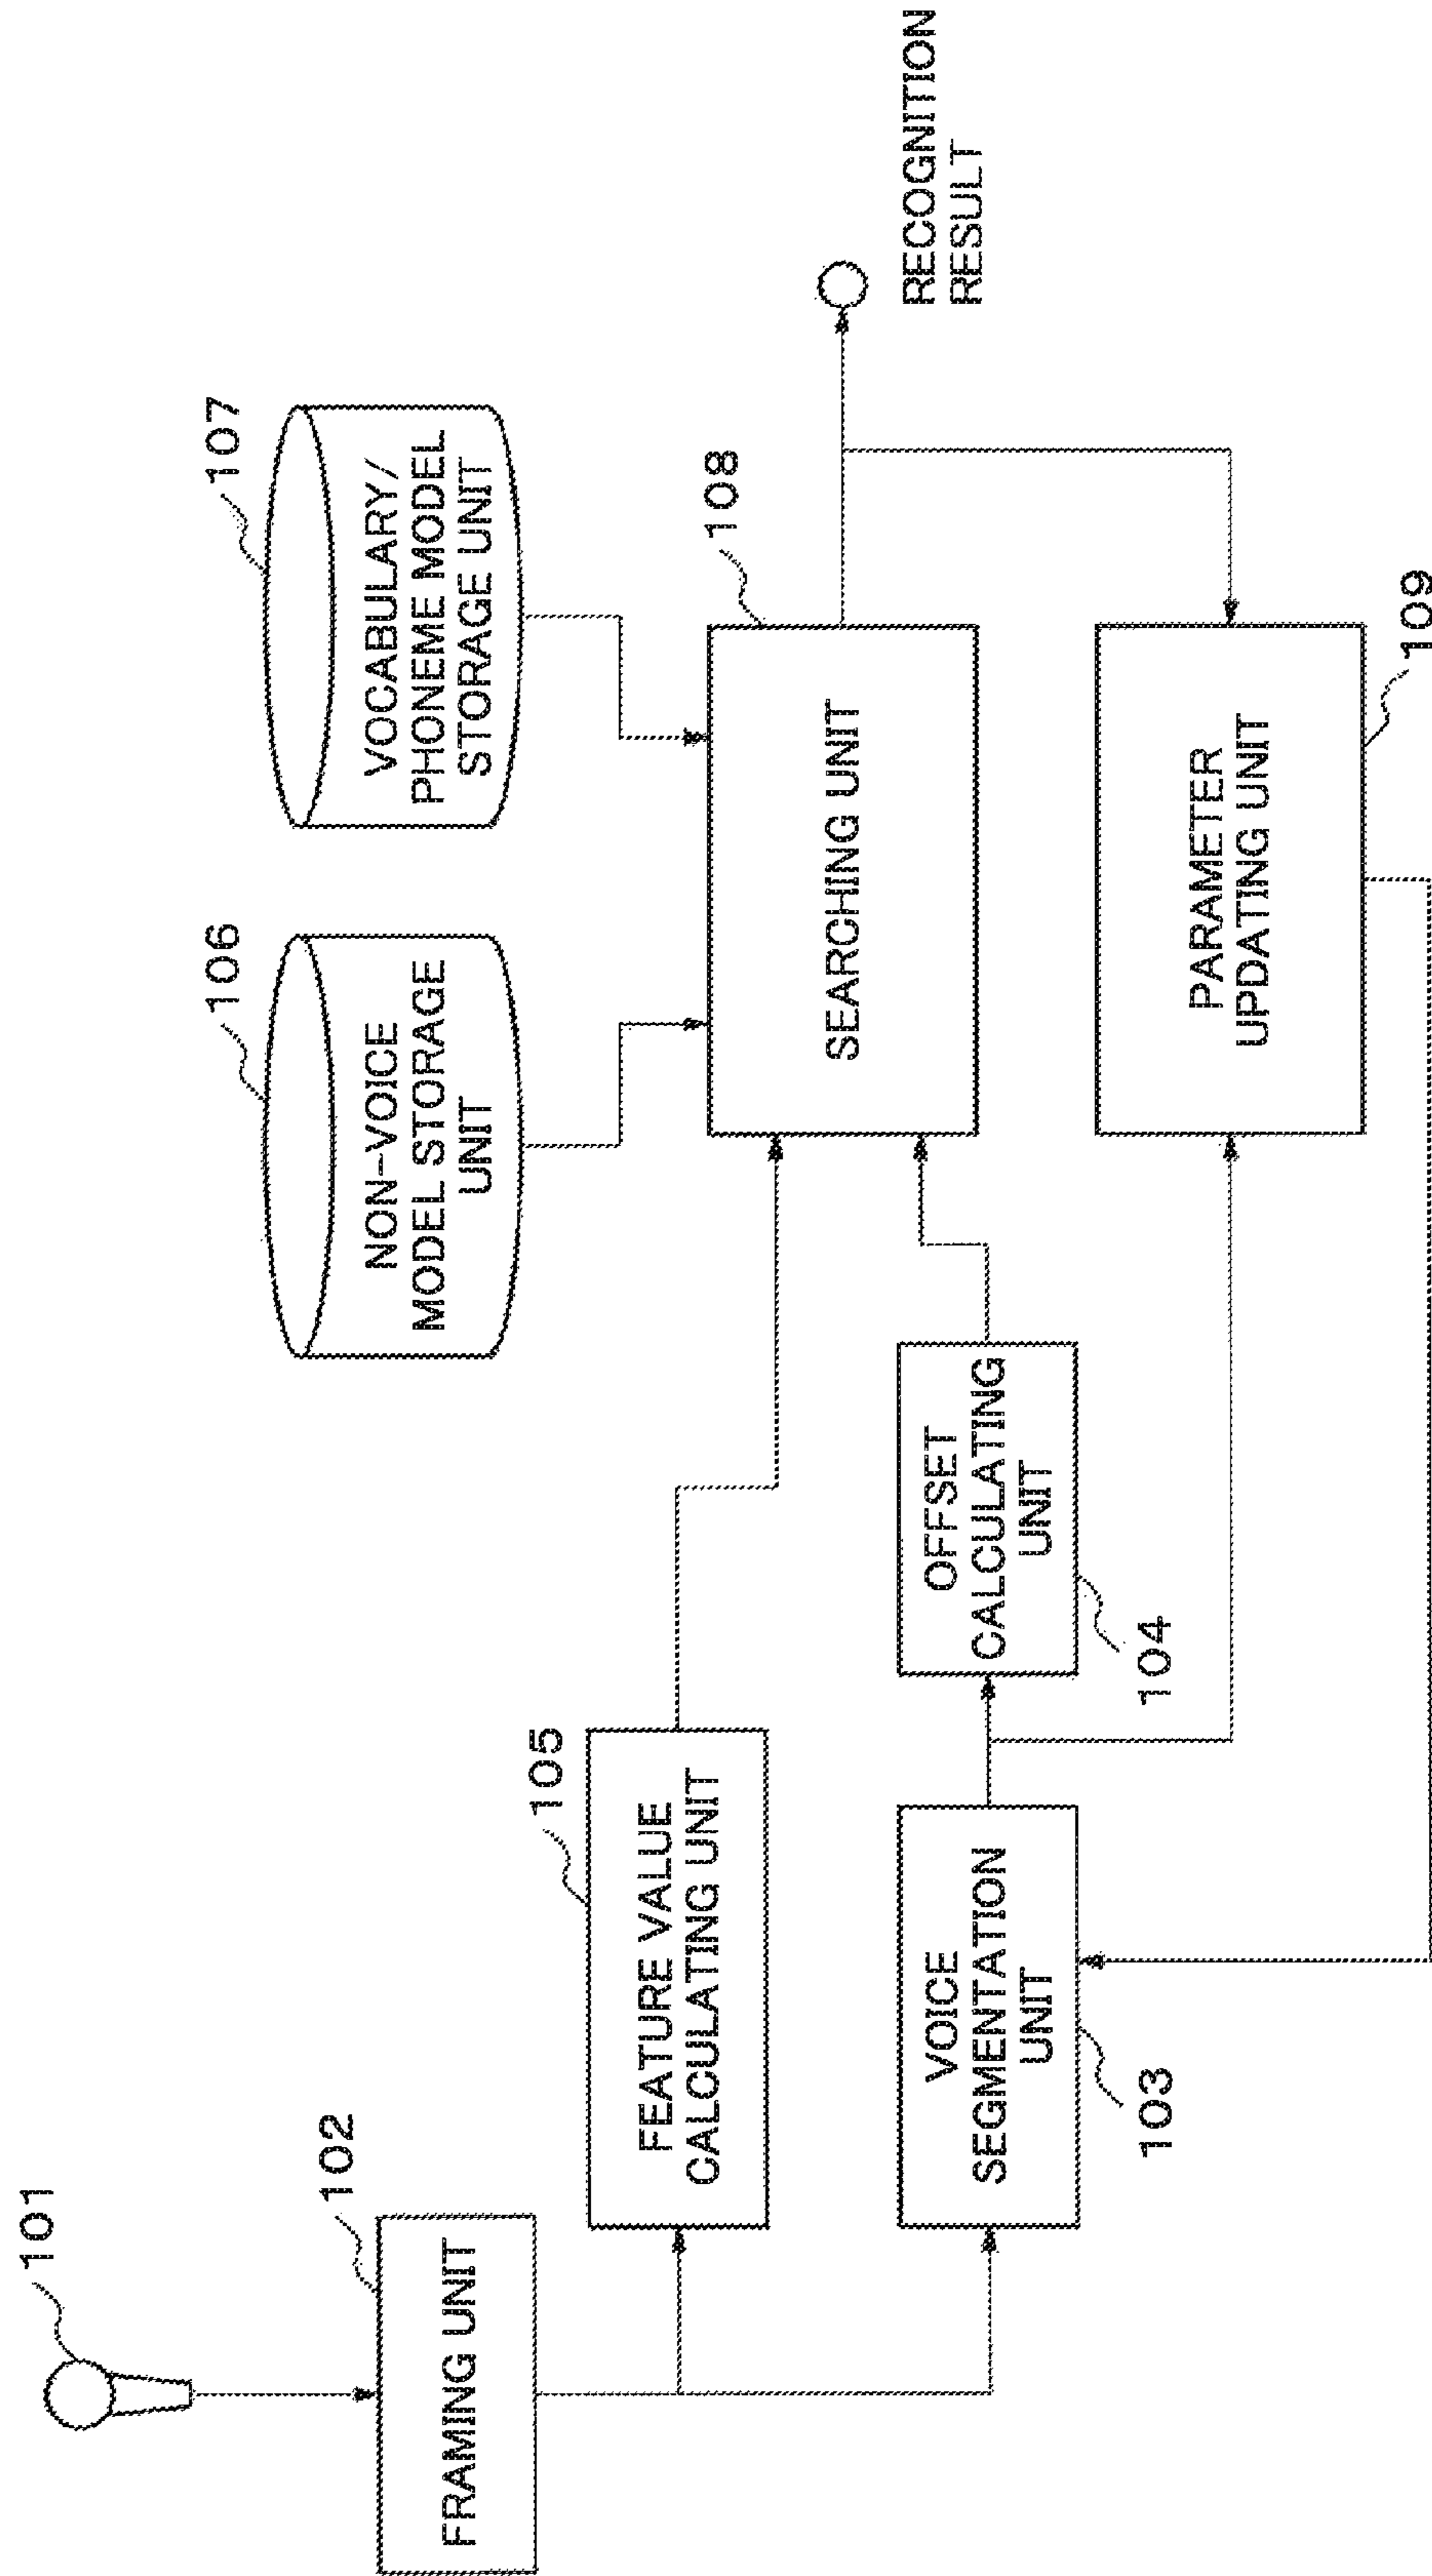 101
102
FRAMING UNIT
105
FEATURE VALUE
CALCULATING UNIT
VOICE
SEGMENTATION
UNIT
103
OFFSET
CALCULATING
UNIT
104
106
NON-VOICE
MODEL STORAGE
UNIT
107
VOCABULARY/
PHONEME MODEL
STORAGE UNIT
108
SEARCHING UNIT
PARAMETER
UPDATING UNIT
109
RECOGNITION
RESULT